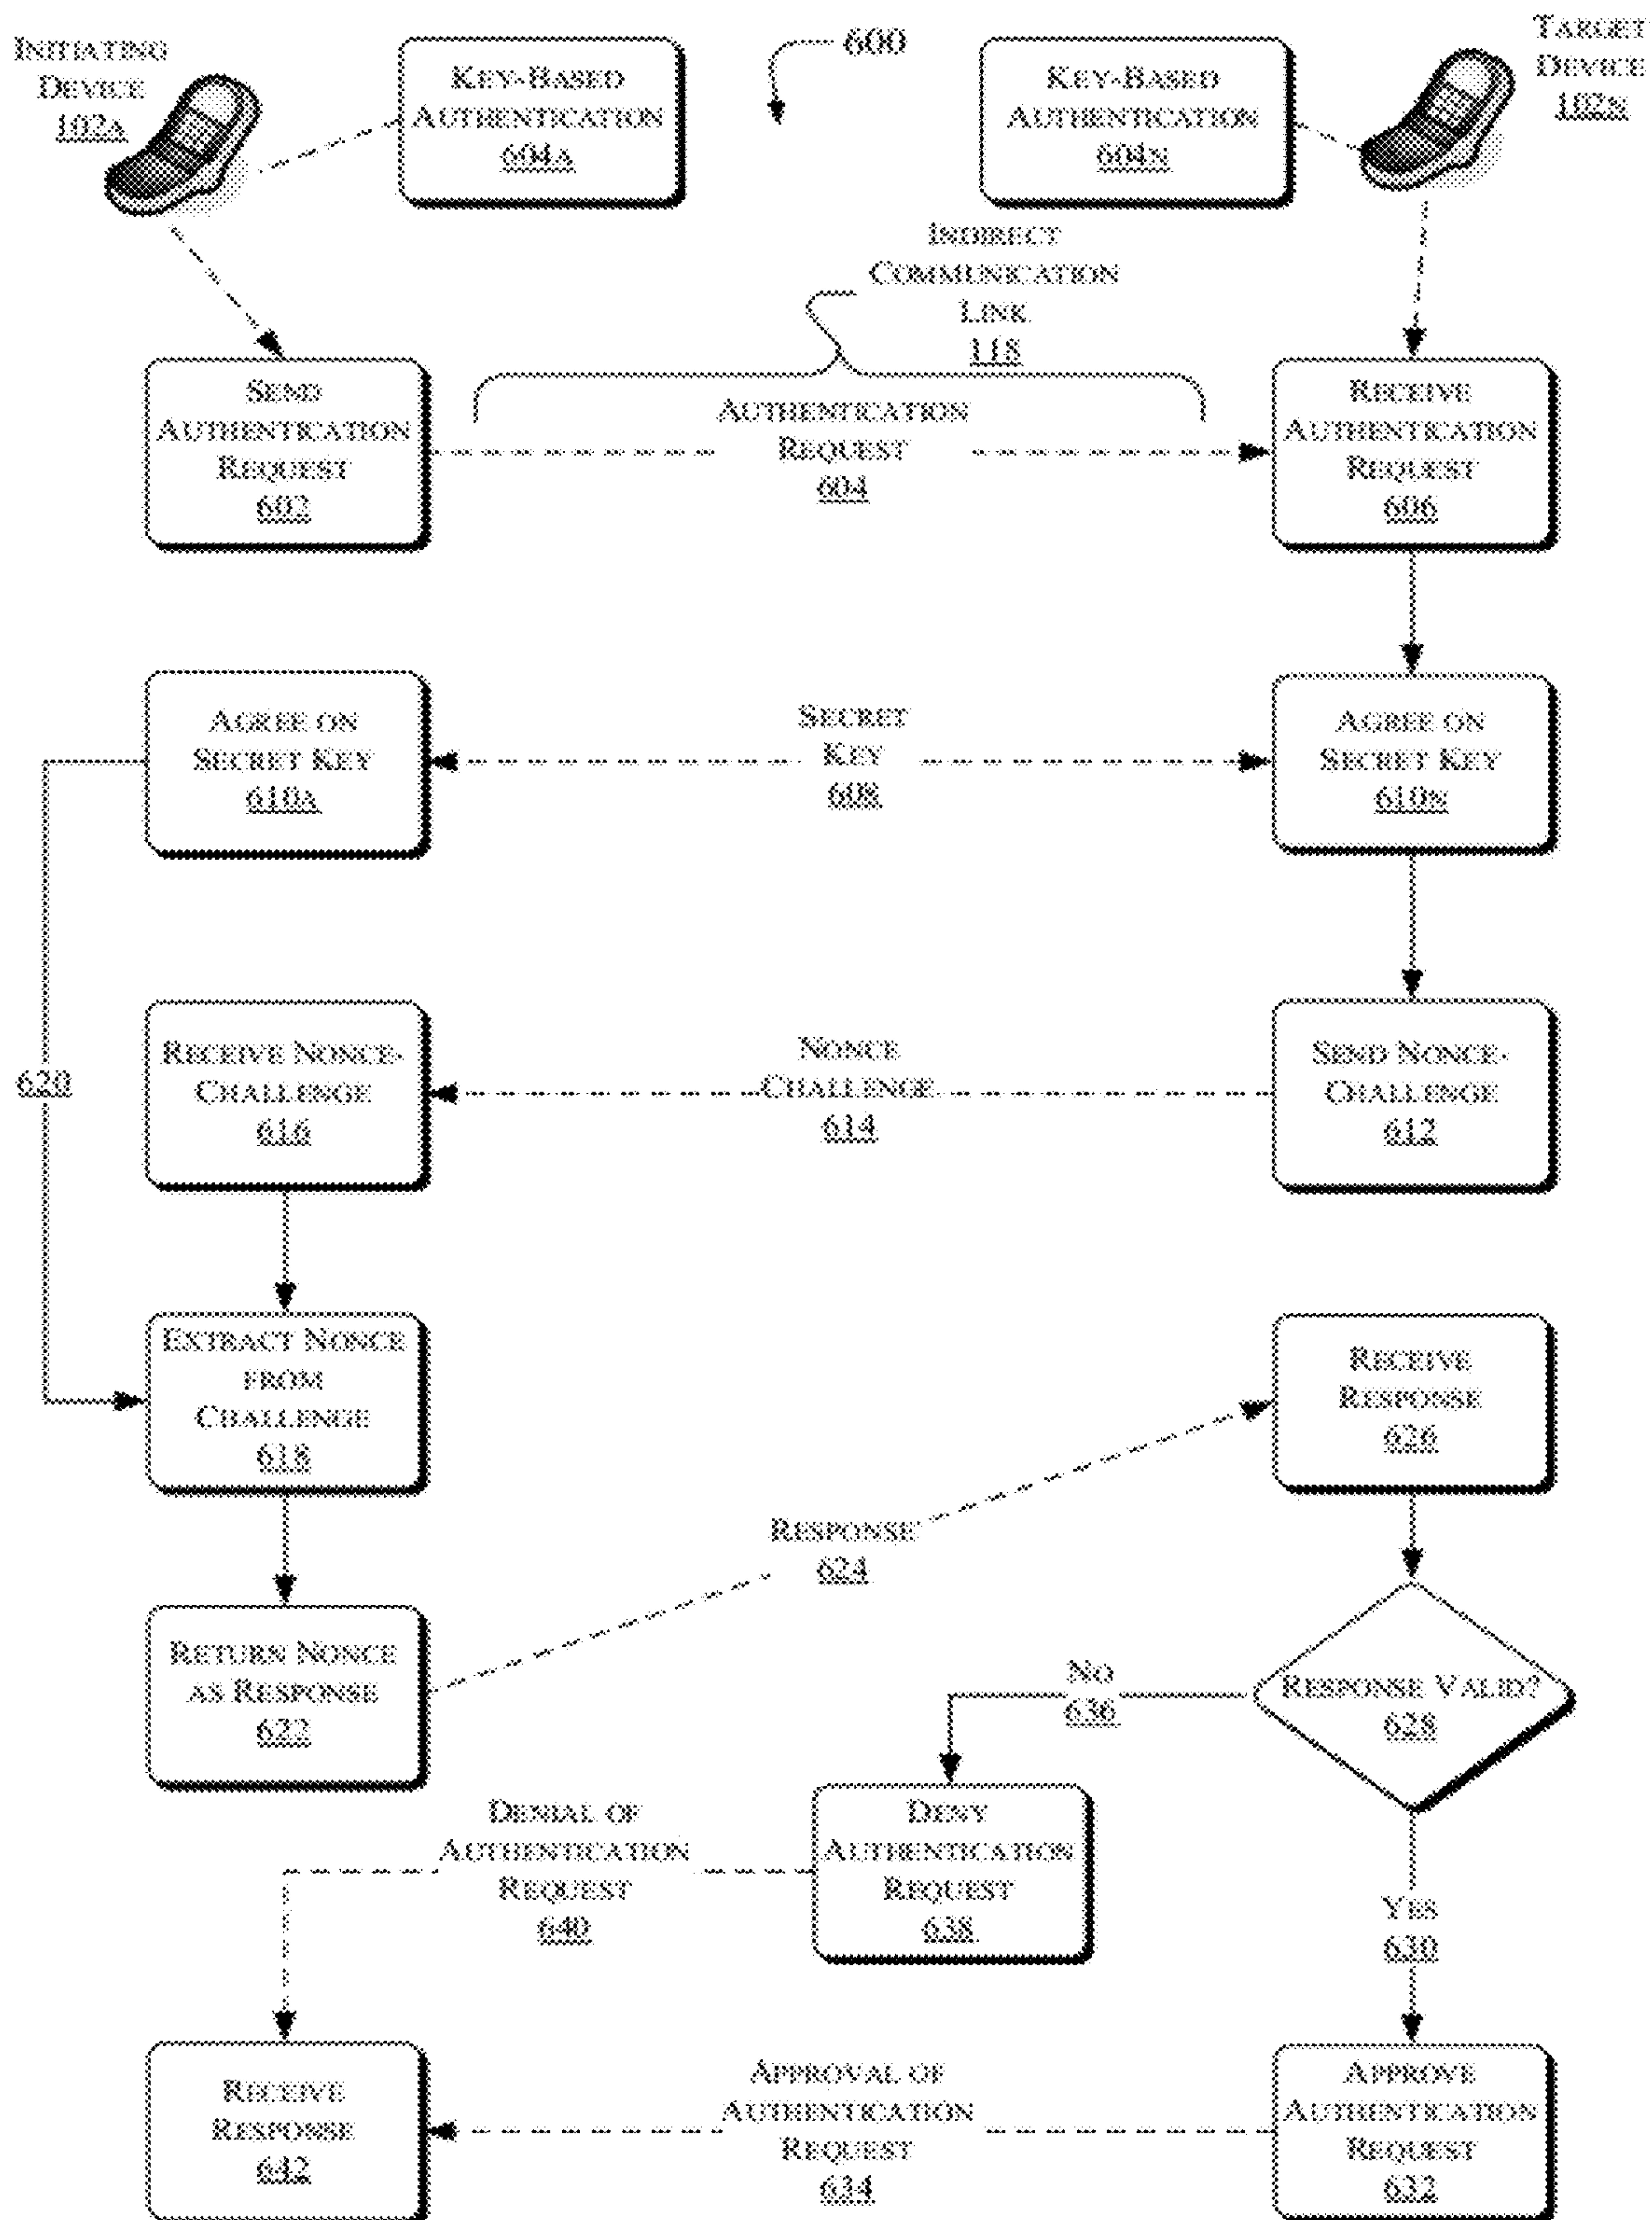 INITIATING
DEVICE
102A
KEY-BASED
AUTHENTICATION
604A
600
KEY-BASED
AUTHENTICATION
604N
TARGET
DEVICE
102N
INDIRECT
COMMUNICATION
LINK
118
SEND
AUTHENTICATION
REQUEST
602
AUTHENTICATION
REQUEST
604
RECEIVE
AUTHENTICATION
REQUEST
606
AGREE ON
SECRET KEY
610A
SECRET
KEY
608
AGREE ON
SECRET KEY
610N
620
RECEIVE NONCE-
CHALLENGE
616
NONCE
CHALLENGE
614
SEND NONCE-
CHALLENGE
612
EXTRACT NONCE
FROM
CHALLENGE
618
RECEIVE
RESPONSE
626
RESPONSE
624
RETURN NONCE
AS RESPONSE
622
NO
636
RESPONSE VALID?
628
DENIAL OF
AUTHENTICATION
REQUEST
640
DENY
AUTHENTICATION
REQUEST
638
YES
630
RECEIVE
RESPONSE
642
APPROVAL OF
AUTHENTICATION
REQUEST
634
APPROVE
AUTHENTICATION
REQUEST
632